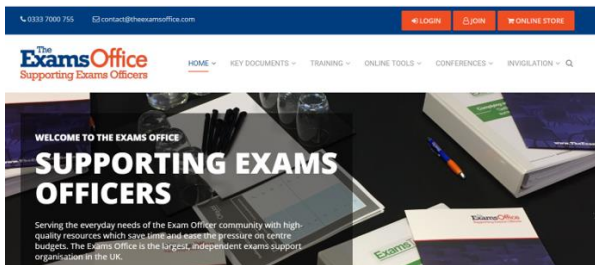 0333 7000 755 contact@theexamsoffice.com LOGIN JOIN ONLINE STORE
The
ExamsOffice
Supporting Exams Officers
HOME KEY DOCUMENTS TRAINING ONLINE TOOLS CONFERENCES INVIGILATION
WELCOME TO THE EXAMS OFFICE
SUPPORTING EXAMS
OFFICERS
Serving the everyday needs of the Exam Officer community with high-
quality resources which save time and ease the pressure on centre
budgets. The Exams Office is the largest, independent exams support
organisation in the UK.
ExamsOffice